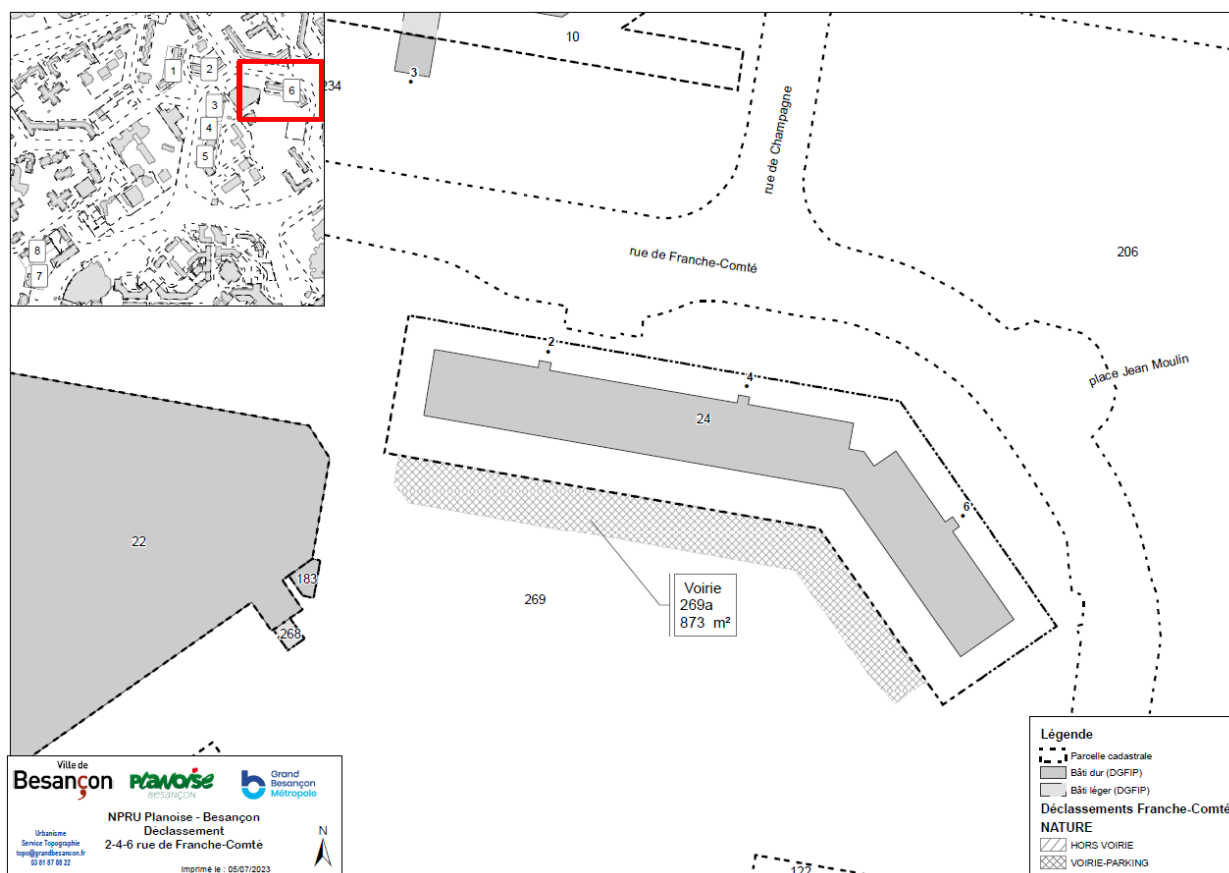 1
2
3
4
5
6
8
7
234
10
3
rue de Champagne
rue de Franche-Comté
206
place Jean Moulin
2
4
24
6
22
183
268
269
Voirie
269a
873 m²
122
Ville de
Besançon
PLANOISE
BESANCON
Grand
Besançon
Métropole
NPRU Planoise - Besançon
Déclassement
2-4-6 rue de Franche-Comté
Urbanisme
Service Topographie
topo@grandbesancon.fr
03 81 87 88 22
N
Imprimé le : 05/07/2023
Légende
Parcelle cadastrale
Bâti dur (DGFIP)
Bâti léger (DGFIP)
Déclassements Franche-Comté
NATURE
HORS VOIRIE
VOIRIE-PARKING